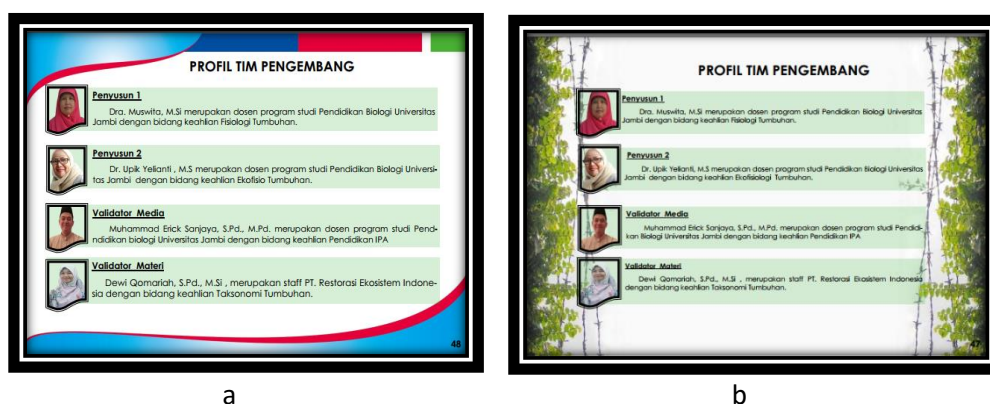 PROFIL TIM PENGEMBANG
Penyusun 1
Dra. Muswita, M.Si merupakan dosen program studi Pendidikan Biologi Universitas
Jambi dengan bidang keahlian Fisiologi Tumbuhan.
Penyusun 2
Dr. Upik Yelianti , M.S merupakan dosen program studi Pendidikan Biologi Universi-
tas Jambi dengan bidang keahlian Ekofisio Tumbuhan.
Validator Media
Muhammad Erick Sanjaya, S.Pd., M.Pd. merupakan dosen program studi Pend-
ndidikan biologi Universitas Jambi dengan bidang keahlian Pendidikan IPA
Validator Materi
Dewi Qomariah, S.Pd., M.Si , merupakan staff PT. Restorasi Ekosistem Indone-
sia dengan bidang keahlian Taksonomi Tumbuhan.
48
a
PROFIL TIM PENGEMBANG
Penyusun 1
Dra. Muswita, M.Si merupakan dosen program studi Pendidikan Biologi Universitas
Jambi dengan bidang keahlian Fisiologi Tumbuhan.
Penyusun 2
Dr. Upik Yelianti, M.S merupakan dosen program studi Pendidikan Biologi Universitas
Jambi dengan bidang keahlian Ekofisiologi Tumbuhan.
Validator Media
Muhammad Erick Sanjaya, S.Pd., M.Pd. merupakan dosen program studi Pendidi-
kan Biologi Universitas Jambi dengan bidang keahlian Pendidikan IPA
Validator Materi
Dewi Qomariah, S.Pd., M.Si , merupakan staff PT. Restorasi Ekosistem Indonesia
dengan bidang keahlian Taksonomi Tumbuhan.
47
b